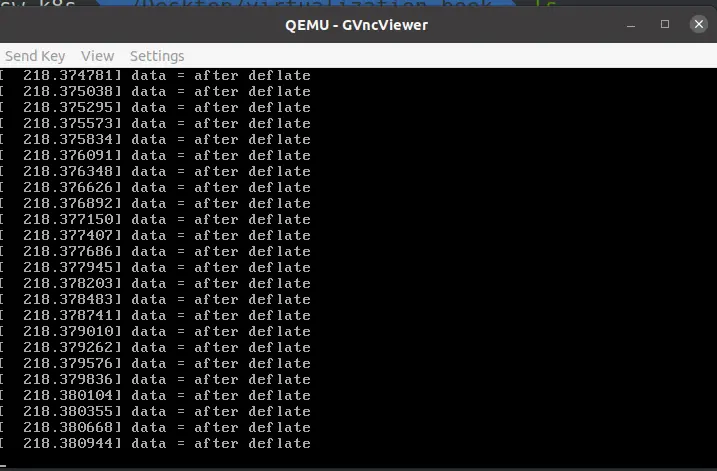 ~/Desktop/virtualization_book ls
QEMU - GVncViewer
Send Key View Settings
[ 218.374781] data = after deflate
[ 218.375038] data = after deflate
[ 218.375295] data = after deflate
[ 218.375573] data = after deflate
[ 218.375834] data = after deflate
[ 218.376091] data = after deflate
[ 218.376348] data = after deflate
[ 218.376626] data = after deflate
[ 218.376892] data = after deflate
[ 218.377150] data = after deflate
[ 218.377407] data = after deflate
[ 218.377686] data = after deflate
[ 218.377945] data = after deflate
[ 218.378203] data = after deflate
[ 218.378483] data = after deflate
[ 218.378741] data = after deflate
[ 218.379010] data = after deflate
[ 218.379262] data = after deflate
[ 218.379576] data = after deflate
[ 218.379836] data = after deflate
[ 218.380104] data = after deflate
[ 218.380355] data = after deflate
[ 218.380668] data = after deflate
[ 218.380944] data = after deflate